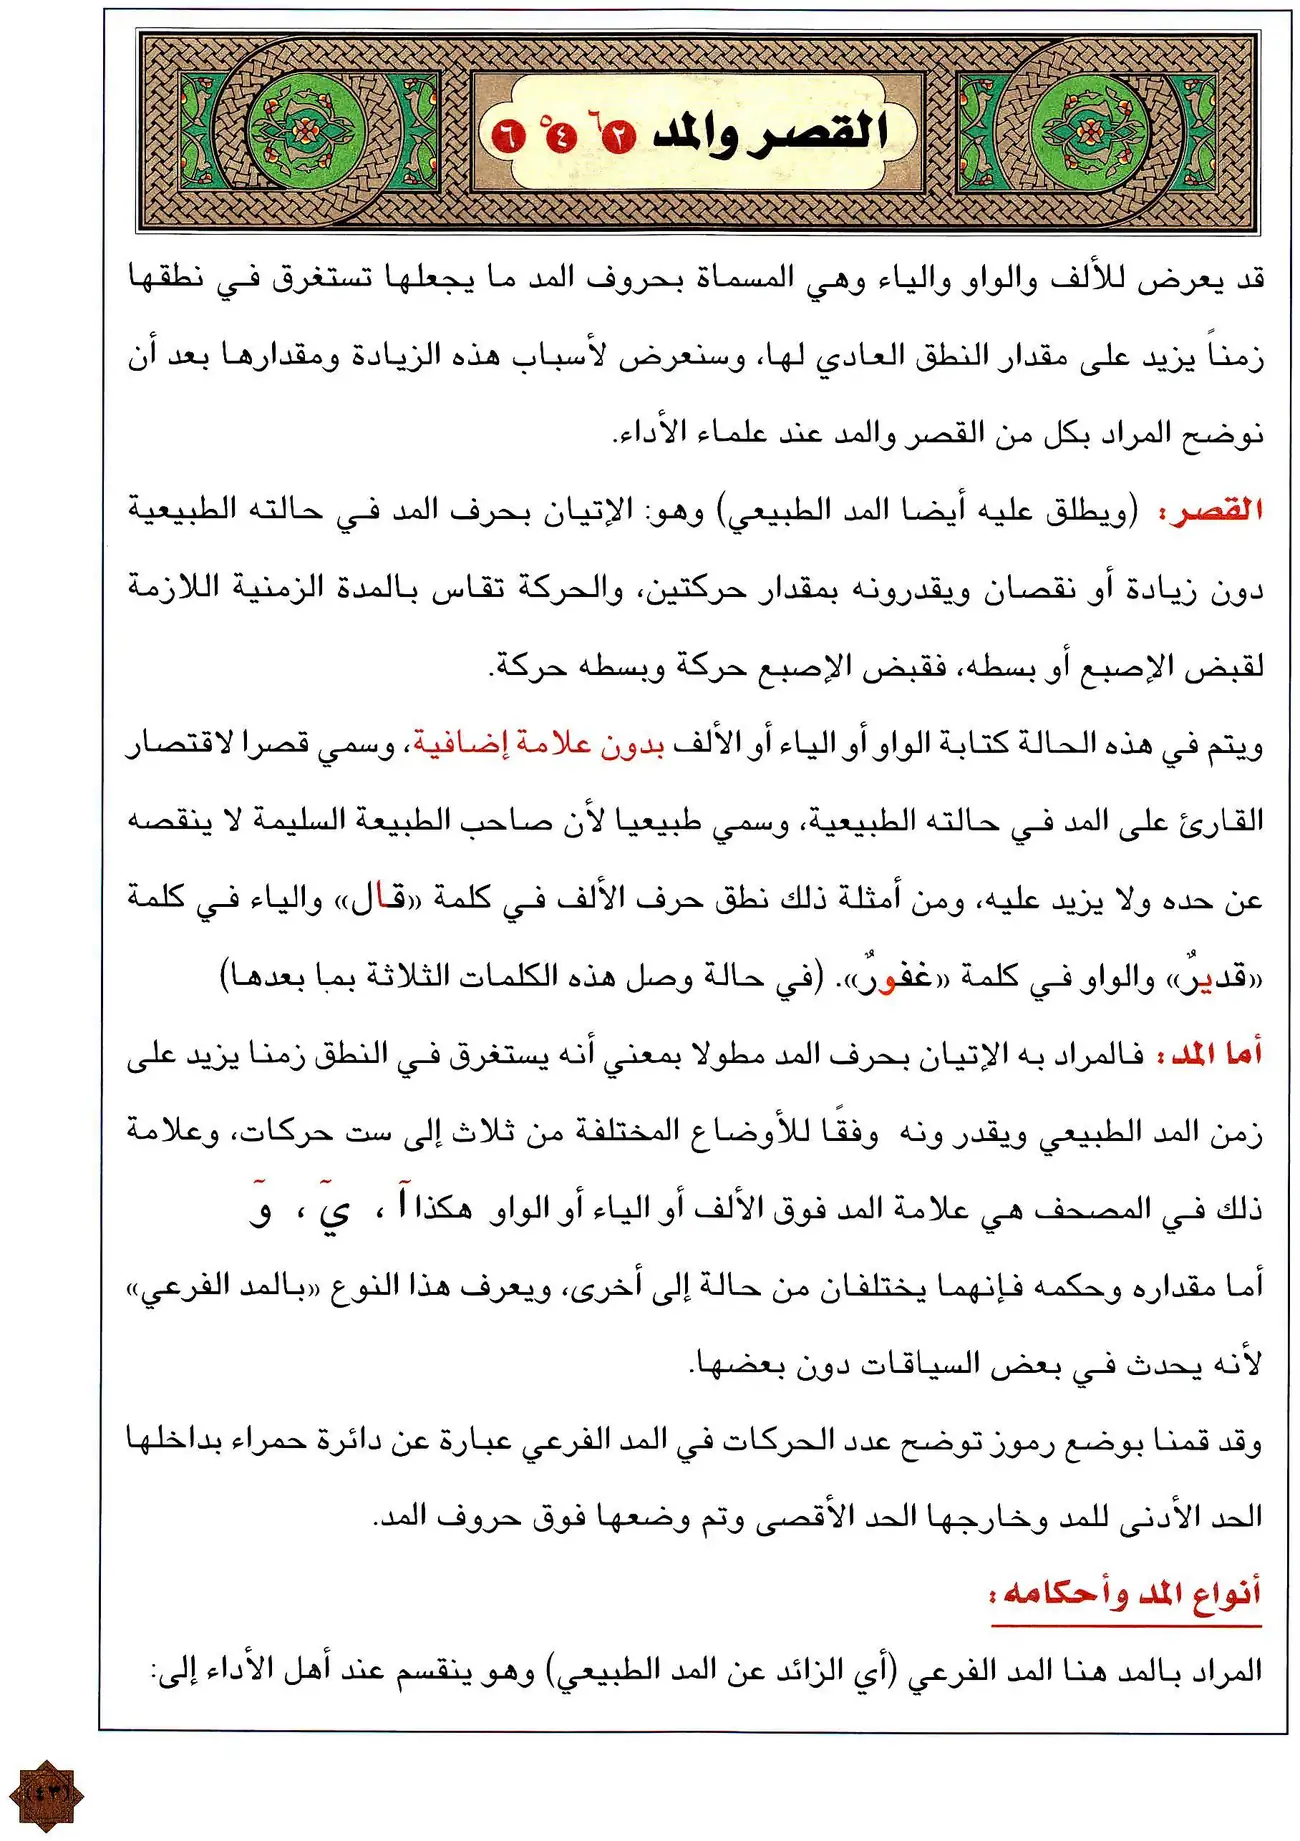 القصر والمد ٢ ٦ ٤ ٥ ٦
قد يعرض للألف والواو والياء وهي المسماة بحروف المد ما يجعلها تستغرق في نطقها
زمناً يزيد على مقدار النطق العادي لها، وسنعرض لأسباب هذه الزيادة ومقدارها بعد أن
نوضح المراد بكل من القصر والمد عند علماء الأداء.
القصر: (ويطلق عليه أيضا المد الطبيعي) وهو: الإتيان بحرف المد في حالته الطبيعية
دون زيادة أو نقصان ويقدرونه بمقدار حركتين، والحركة تقاس بالمدة الزمنية اللازمة
لقبض الإصبع أو بسطه، فقبض الإصبع حركة وبسطه حركة.
ويتم في هذه الحالة كتابة الواو أو الياء أو الألف بدون علامة إضافية، وسمي قصرا لاقتصار
القارئ على المد في حالته الطبيعية، وسمي طبيعيا لأن صاحب الطبيعة السليمة لا ينقصه
عن حده ولا يزيد عليه، ومن أمثلة ذلك نطق حرف الألف في كلمة «قال» والياء في كلمة
«قديرٌ» والواو في كلمة «غفورٌ». (في حالة وصل هذه الكلمات الثلاثة بما بعدها)
أما المد: فالمراد به الإتيان بحرف المد مطولا بمعني أنه يستغرق في النطق زمنا يزيد على
زمن المد الطبيعي ويقدر ونه وفقًا للأوضاع المختلفة من ثلاث إلى ست حركات، وعلامة
ذلك في المصحف هي علامة المد فوق الألف أو الياء أو الواو هكذا آ ، يٓ ، وٓ
أما مقداره وحكمه فإنهما يختلفان من حالة إلى أخرى، ويعرف هذا النوع «بالمد الفرعي»
لأنه يحدث في بعض السياقات دون بعضها.
وقد قمنا بوضع رموز توضح عدد الحركات في المد الفرعي عبارة عن دائرة حمراء بداخلها
الحد الأدنى للمد وخارجها الحد الأقصى وتم وضعها فوق حروف المد.
أنواع المد وأحكامه:
المراد بالمد هنا المد الفرعي (أي الزائد عن المد الطبيعي) وهو ينقسم عند أهل الأداء إلى:
(٤٣)